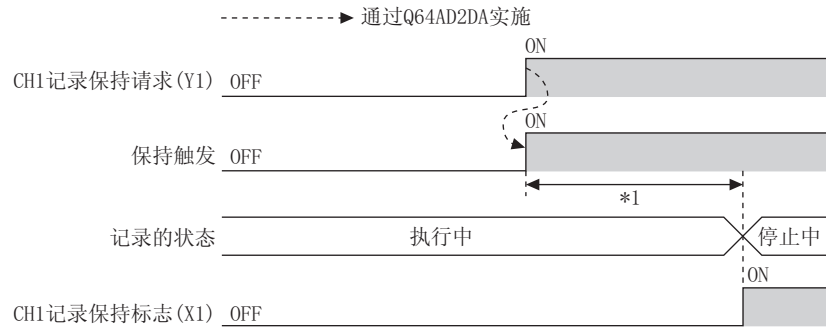 通过Q64AD2DA实施
ON
CH1记录保持请求(Y1) OFF
ON
保持触发 OFF
*1
记录的状态 执行中 停止中
ON
CH1记录保持标志(X1) OFF